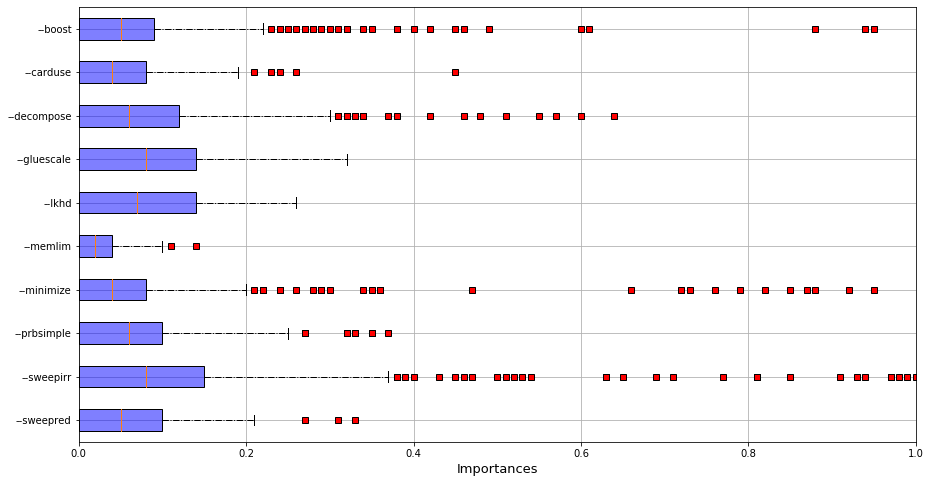 --boost
--carduse
--decompose
--gluescale
--lkhd
--memlim
--minimize
--prbsimple
--sweepirr
--sweepred
0.0 0.2 0.4 0.6 0.8 1.0
Importances